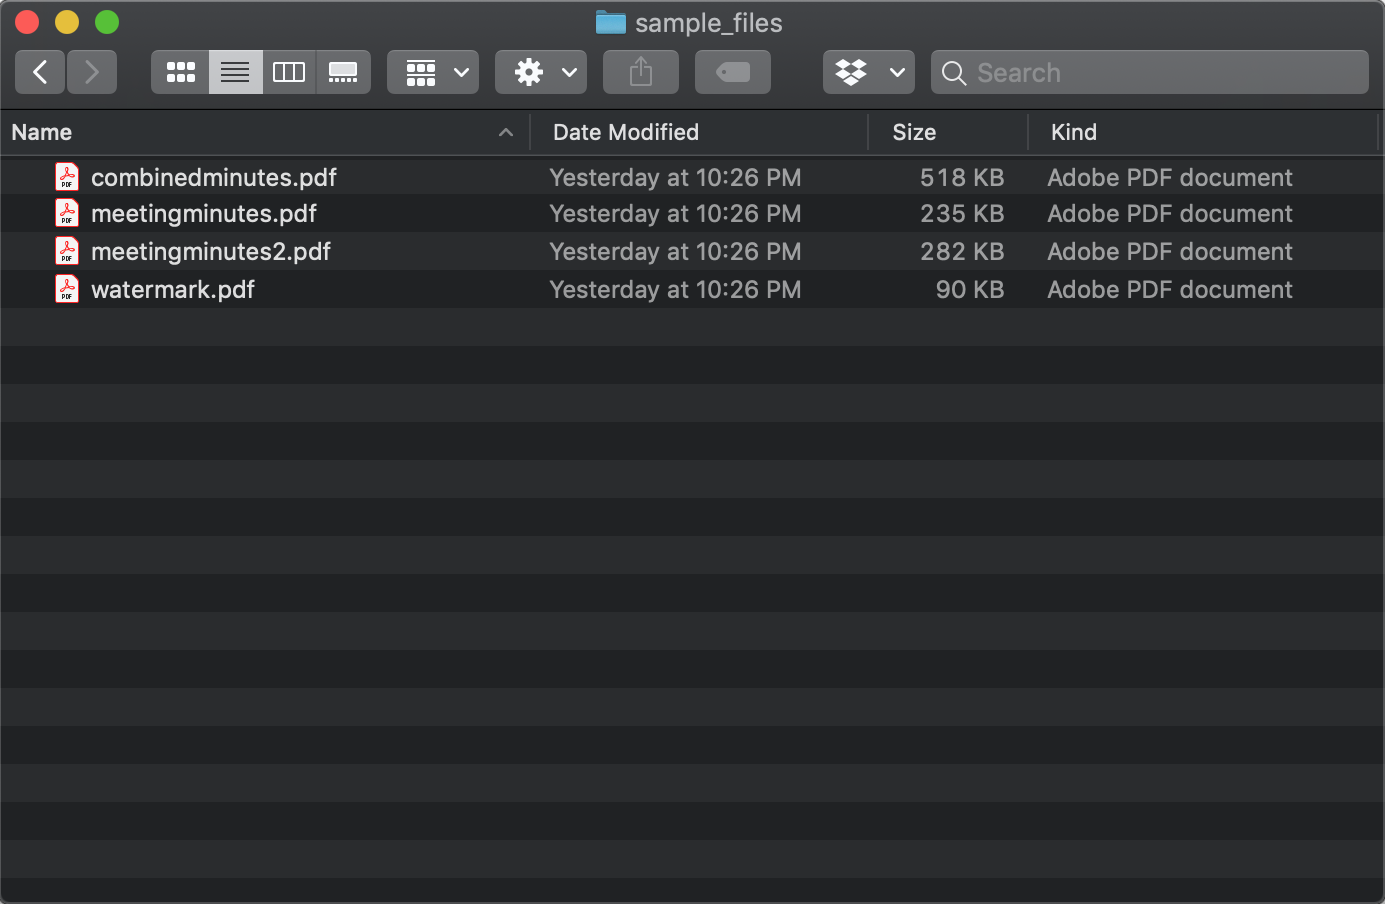 sample_files
Search
Name Date Modified Size Kind
combinedminutes.pdf Yesterday at 10:26 PM 518 KB Adobe PDF document
meetingminutes.pdf Yesterday at 10:26 PM 235 KB Adobe PDF document
meetingminutes2.pdf Yesterday at 10:26 PM 282 KB Adobe PDF document
watermark.pdf Yesterday at 10:26 PM 90 KB Adobe PDF document